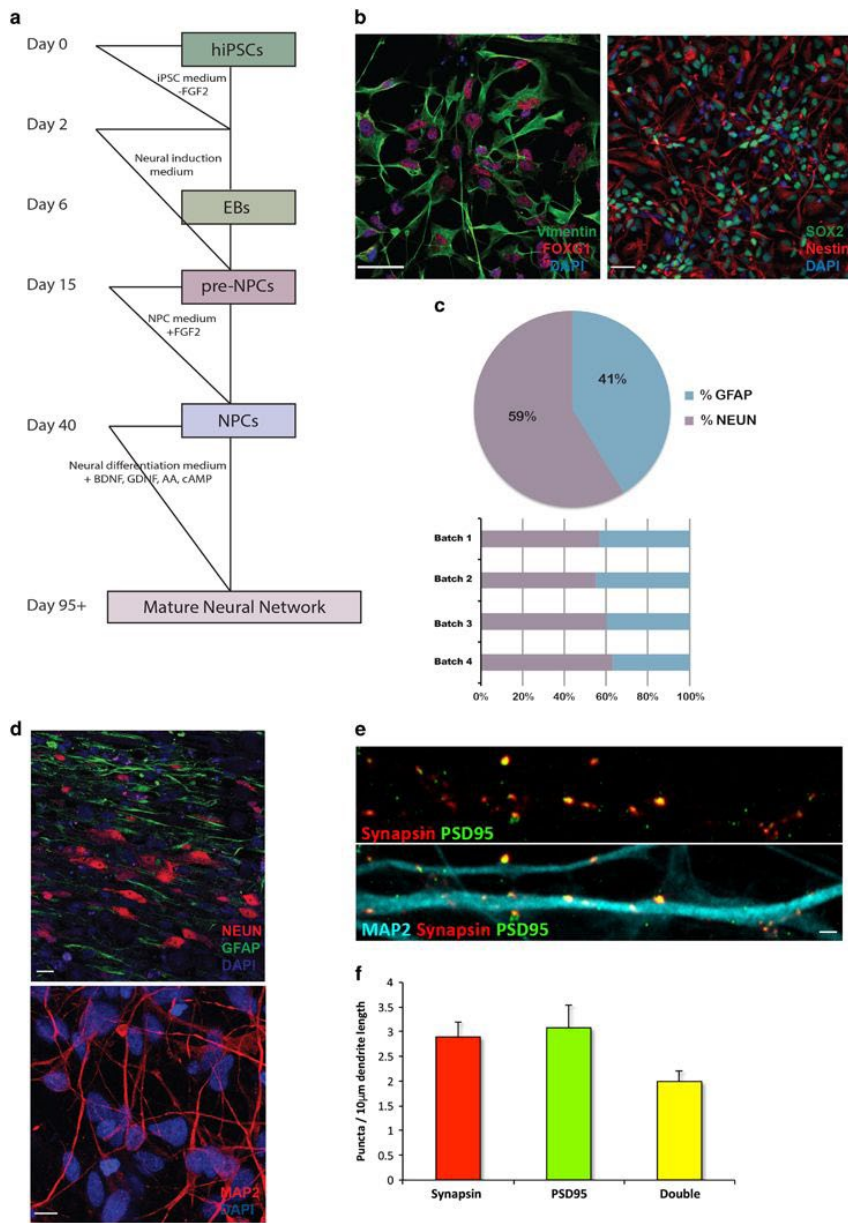 a
Day 0
hiPSCs
iPSC medium
-FGF2
Day 2
Neural induction
medium
Day 6
EBs
Day 15
pre-NPCs
NPC medium
+FGF2
Day 40
NPCs
Neural differentiation medium
+ BDNF, GDNF, AA, cAMP
Day 95+
Mature Neural Network
b
Vimentin
FOXG1
DAPI
SOX2
Nestin
DAPI
c
41%
59%
% GFAP
% NEUN
Batch 1
Batch 2
Batch 3
Batch 4
0% 20% 40% 60% 80% 100%
d
NEUN
GFAP
DAPI
MAP2
DAPI
e
Synapsin PSD95
MAP2 Synapsin PSD95
f
Puncta / 10µm dendrite length
4
3.5
3
2.5
2
1.5
1
0.5
0
Synapsin PSD95 Double